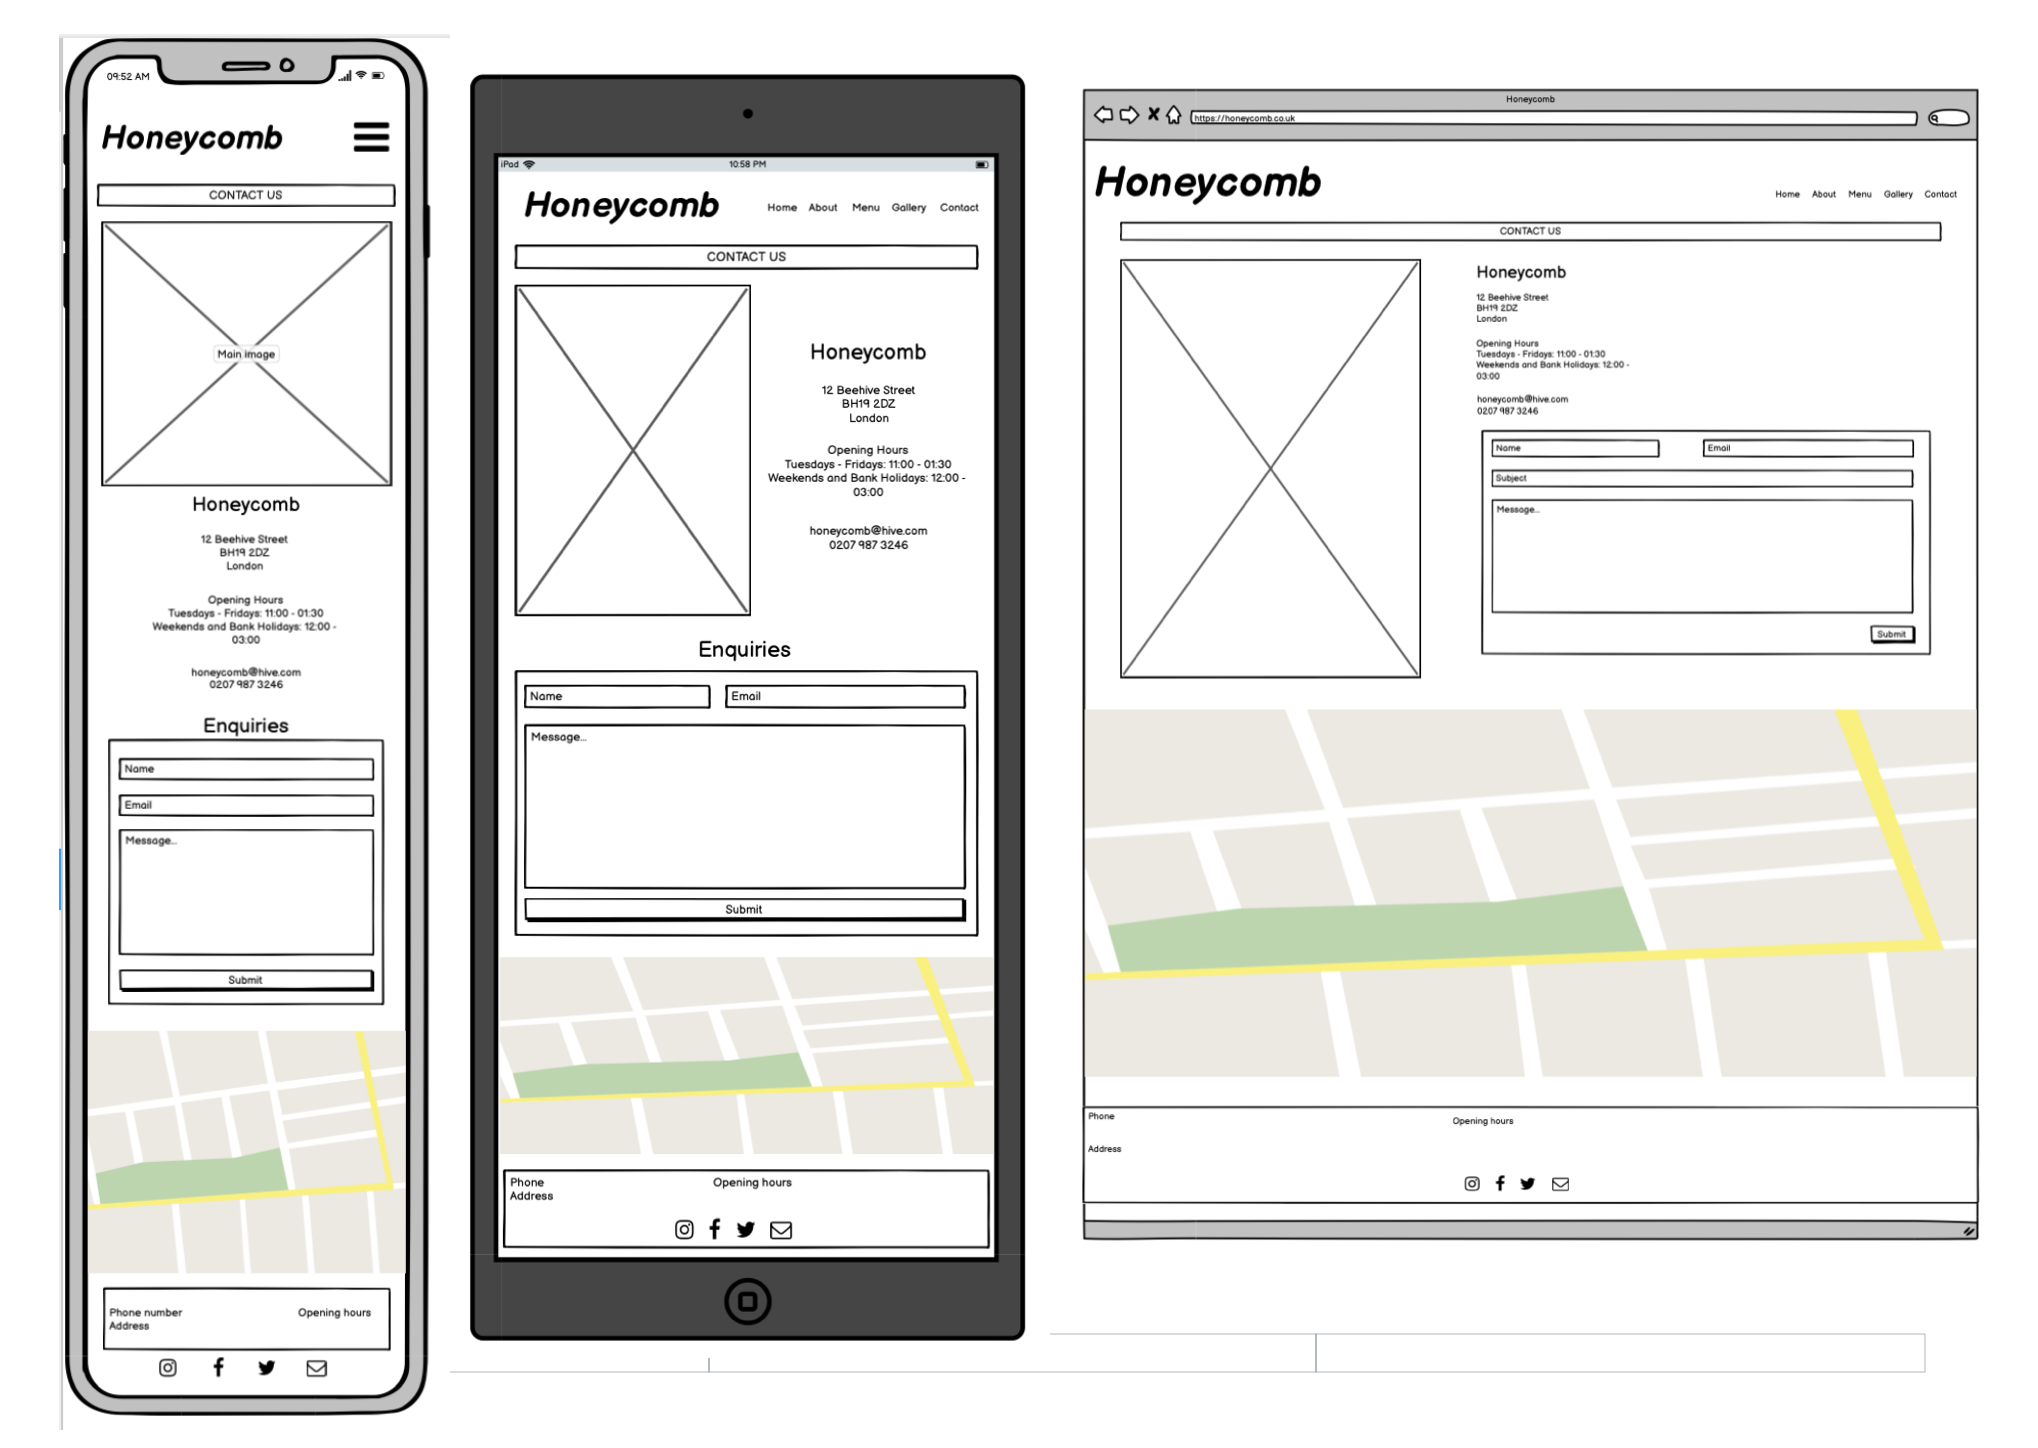 09:52 AM
Honeycomb
CONTACT US
Main image
Honeycomb
12 Beehive Street
BH19 2DZ
London
Opening Hours
Tuesdays - Fridays: 11:00 - 01:30
Weekends and Bank Holidays: 12:00 -
03:00
honeycomb@hive.com
0207 987 3246
Enquiries
Name
Email
Message...
Submit
Phone number
Opening hours
Address
iPad
10:58 PM
Honeycomb
Home About Menu Gallery Contact
CONTACT US
Honeycomb
12 Beehive Street
BH19 2DZ
London
Opening Hours
Tuesdays - Fridays: 11:00 - 01:30
Weekends and Bank Holidays: 12:00 -
03:00
honeycomb@hive.com
0207 987 3246
Enquiries
Name
Email
Message...
Submit
Phone
Opening hours
Address
Honeycomb
https://honeycomb.co.uk
Honeycomb
Home About Menu Gallery Contact
CONTACT US
Honeycomb
12 Beehive Street
BH19 2DZ
London
Opening Hours
Tuesdays - Fridays: 11:00 - 01:30
Weekends and Bank Holidays: 12:00 -
03:00
honeycomb@hive.com
0207 987 3246
Name
Email
Subject
Message...
Submit
Phone
Opening hours
Address